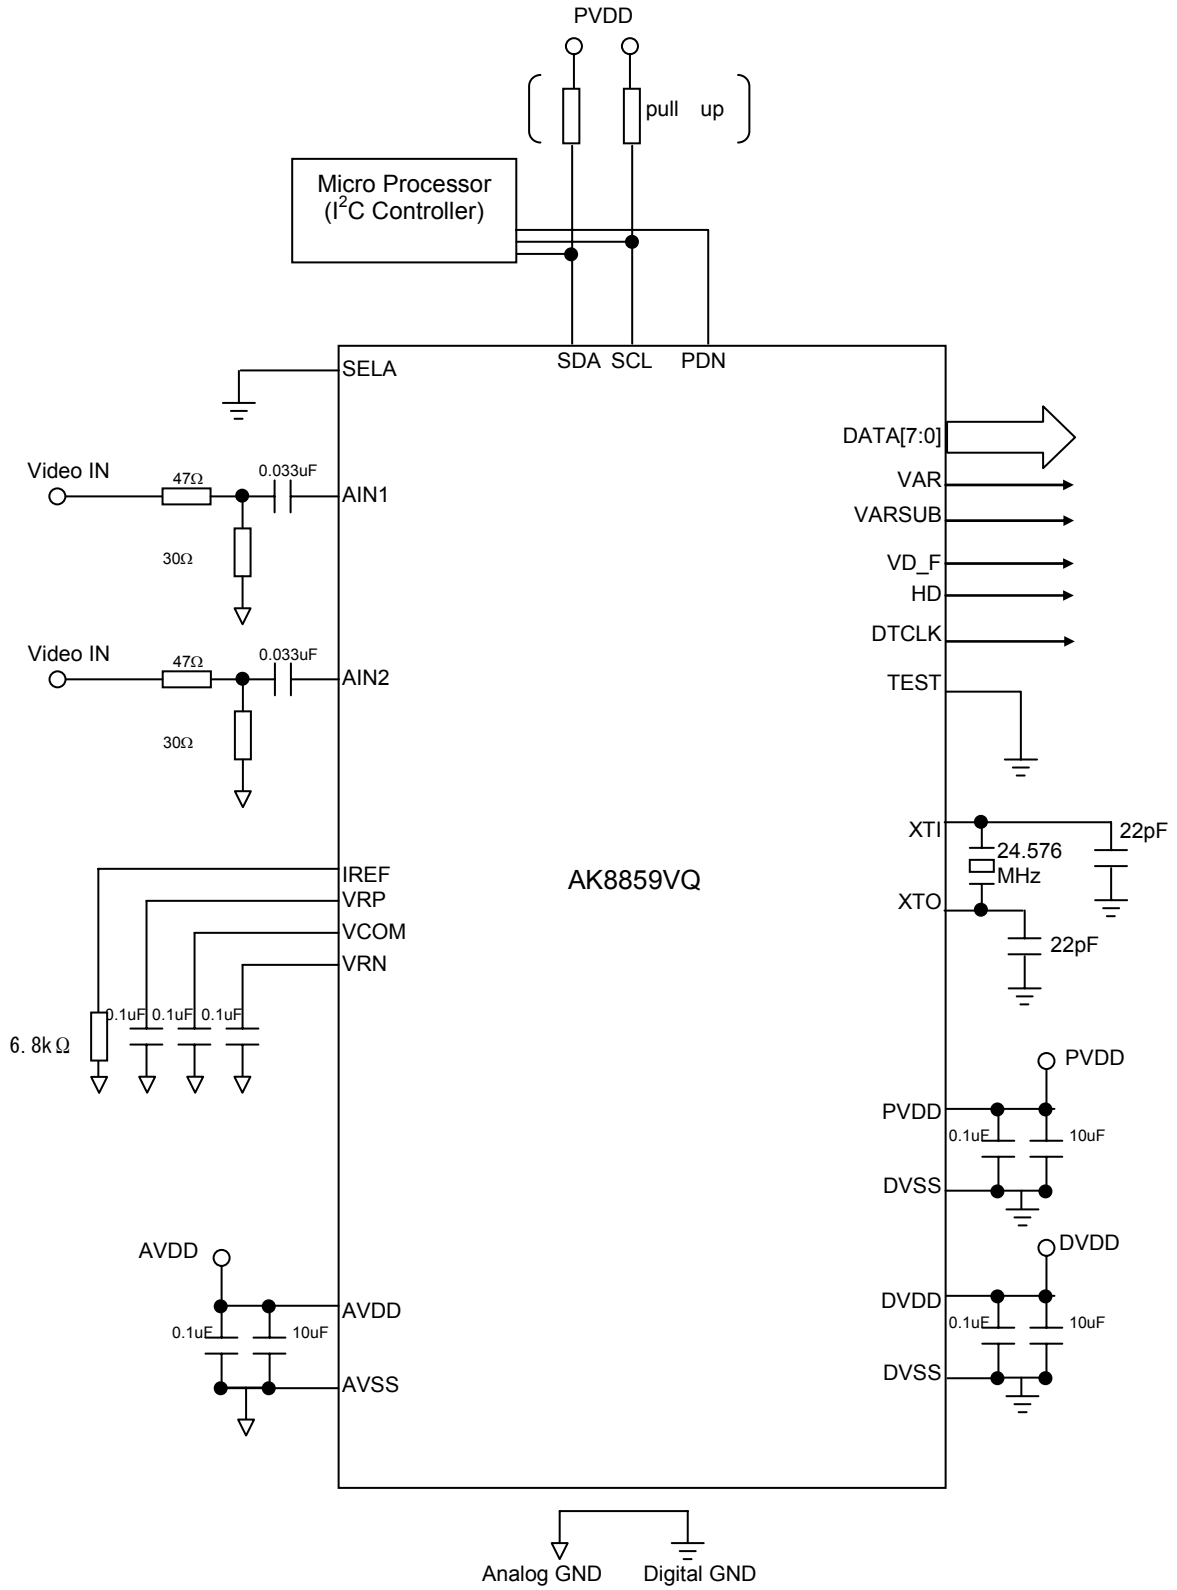 PVDD
pull up
Micro Processor
(I²C Controller)
SDA SCL PDN
SELA
DATA[7:0]
VAR
VARSUB
VD_F
HD
DTCLK
TEST
Video IN
47Ω
0.033uF
AIN1
30Ω
Video IN
47Ω
0.033uF
AIN2
30Ω
XTI
22pF
24.576
MHz
XTO
22pF
AK8859VQ
IREF
VRP
VCOM
VRN
0.1uF 0.1uF 0.1uF
6.8kΩ
PVDD
PVDD
0.1uF
10uF
DVSS
DVDD
DVDD
0.1uF
10uF
DVSS
AVDD
AVDD
0.1uF
10uF
AVSS
Analog GND
Digital GND